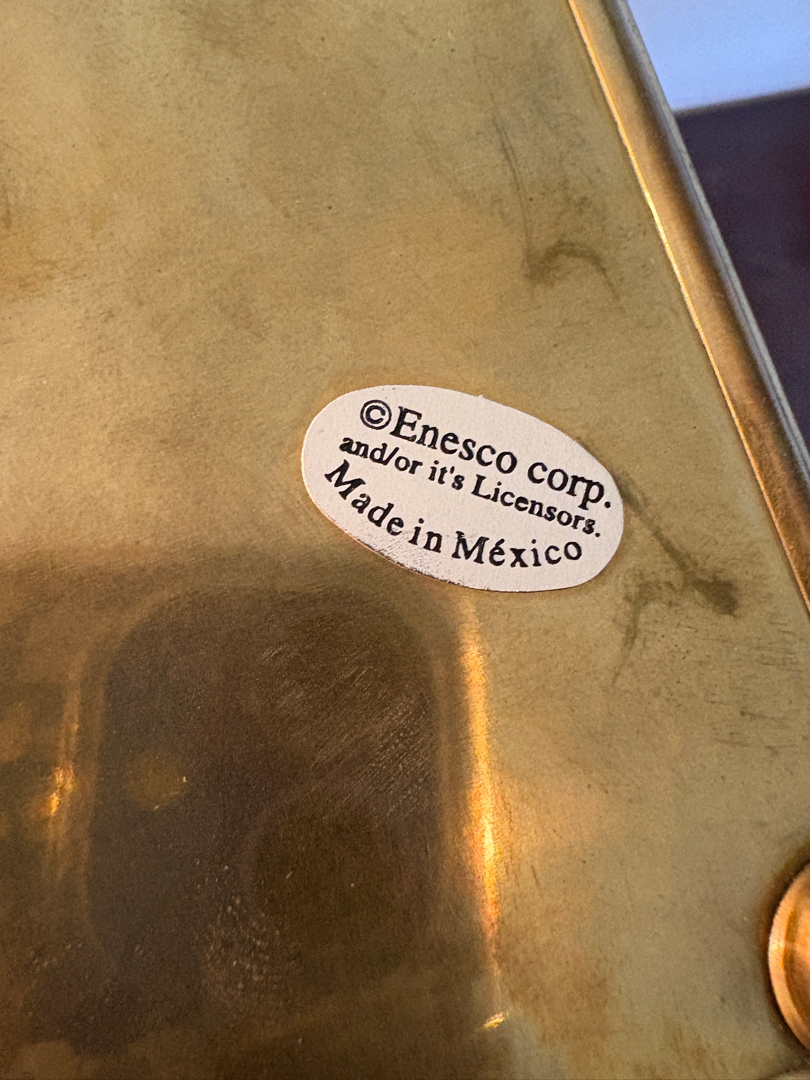 ©Enesco corp.
and/or it's Licensors.
Made in México